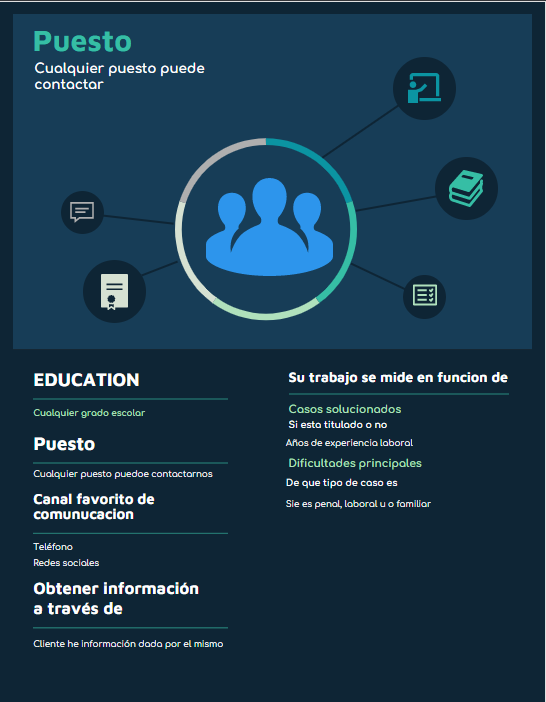 Puesto
Cualquier puesto puede
contactar
EDUCATION
Cualquier grado escolar
Puesto
Cualquier puesto puedoe contactarnos
Canal favorito de
comunucacion
Teléfono
Redes sociales
Obtener información
a través de
Cliente he información dada por el mismo
Su trabajo se mide en funcion de
Casos solucionados
Si esta titulado o no
Años de experiencia laboral
Dificultades principales
De que tipo de caso es
Sie es penal, laboral u o familiar